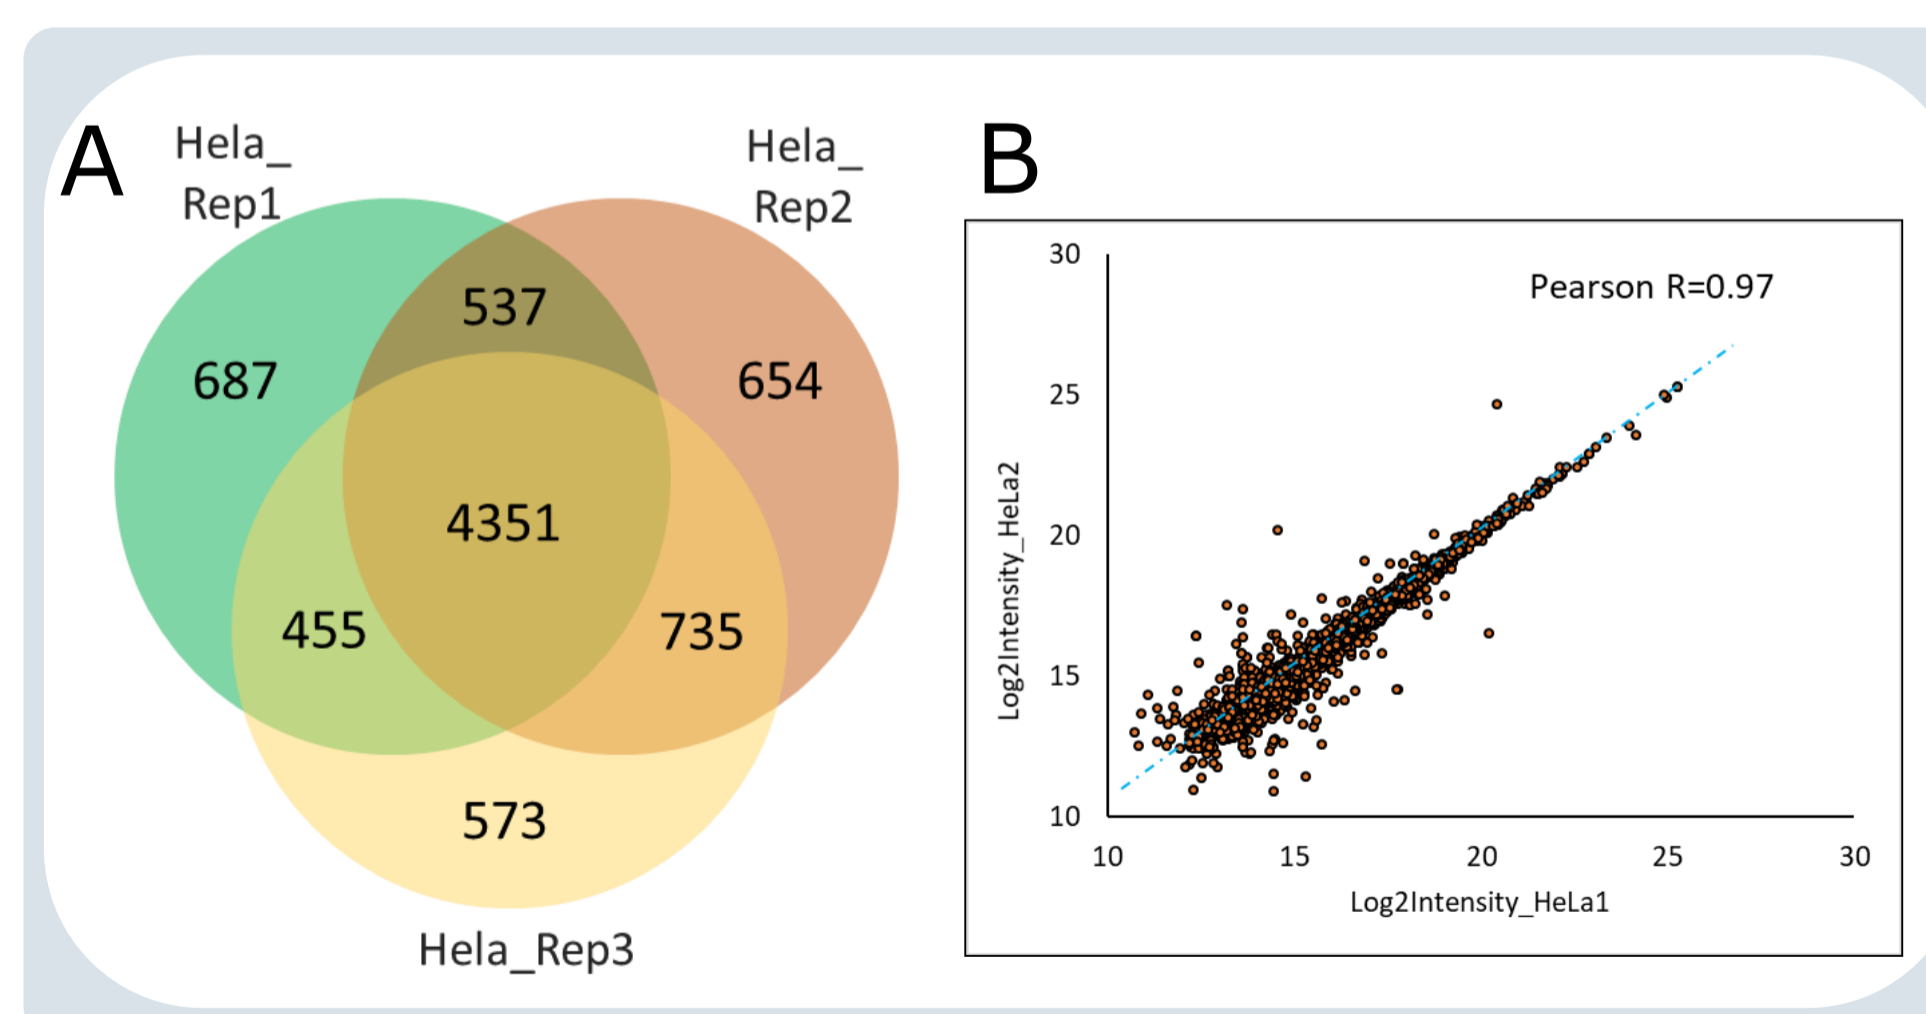 A
Hela_
Rep1
Hela_
Rep2
537
687
654
4351
455
735
573
Hela_Rep3
B
Pearson R=0.97
30
25
20
15
10
Log2Intensity_HeLa2
10 15 20 25 30
Log2Intensity_HeLa1